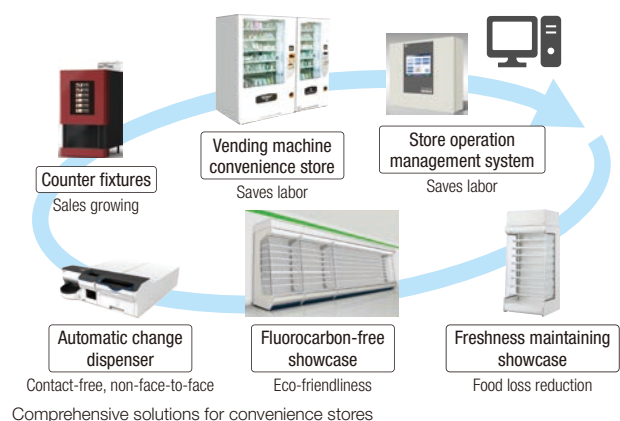 Counter fixtures
Sales growing
Vending machine
convenience store
Saves labor
Store operation
management system
Saves labor
Automatic change
dispenser
Contact-free, non-face-to-face
Fluorocarbon-free
showcase
Eco-friendliness
Freshness maintaining
showcase
Food loss reduction
Comprehensive solutions for convenience stores